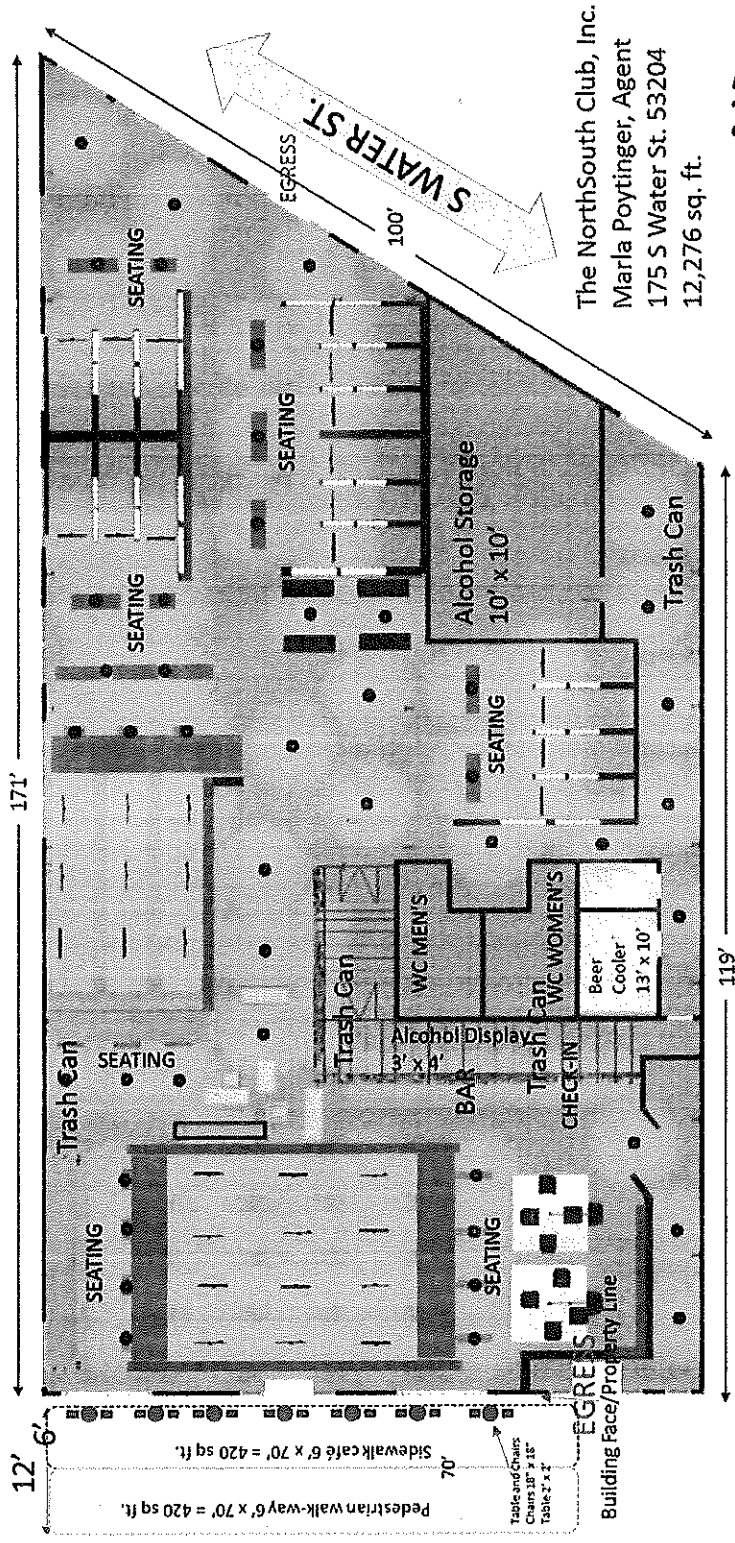 171'
100'
S WATER ST.
EGRESS
The NorthSouth Club, Inc.
Marla Poytinger, Agent
175 S Water St. 53204
12,276 sq. ft.
SEATING
SEATING
SEATING
Alcohol Storage
10' x 10'
Trash Can
SEATING
Trash Can
SEATING
Trash Can
WC MEN'S
WC WOMEN'S
Beer
Cooler
13' x 10'
Alcohol Display
x 4'
BAR
Trash Can
CHECK-IN
SEATING
SEATING
12'
6'
Sidewalk café 6' x 70' = 420 sq ft.
Pedestrian walk-way 6' x 70' = 420 sq ft.
70'
Table and Chairs
Chairs 18" x 18"
Table 2' x 2'
EGRESS
Building Face/Property Line
119'